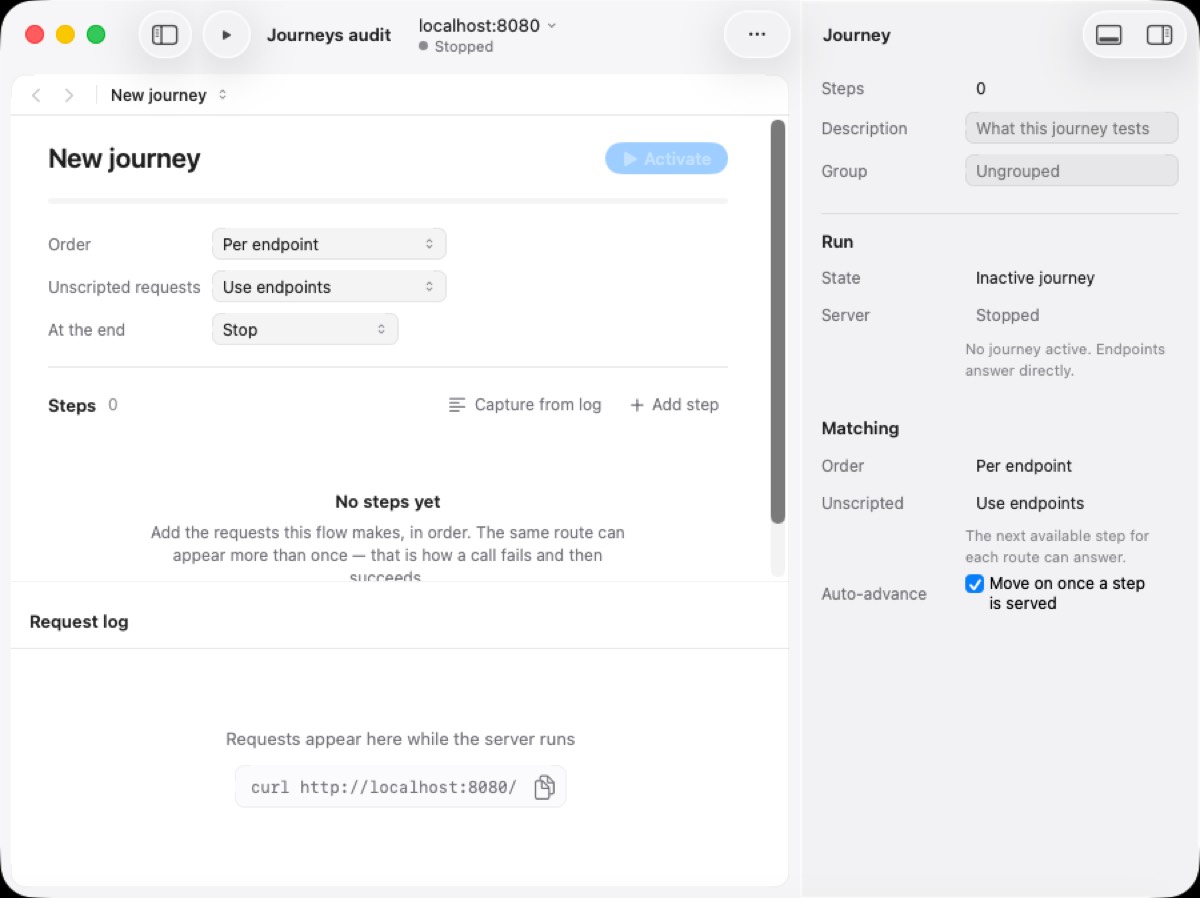 Journeys audit
localhost:8080
Stopped
...
New journey
New journey
Activate
Order
Per endpoint
Unscripted requests
Use endpoints
At the end
Stop
Steps 0
Capture from log
+ Add step
No steps yet
Add the requests this flow makes, in order. The same route can
appear more than once — that is how a call fails and then
succeeds.
Request log
Requests appear here while the server runs
curl http://localhost:8080/
Journey
Steps 0
Description What this journey tests
Group Ungrouped
Run
State Inactive journey
Server Stopped
No journey active. Endpoints
answer directly.
Matching
Order Per endpoint
Unscripted Use endpoints
The next available step for
each route can answer.
Auto-advance Move on once a step
is served